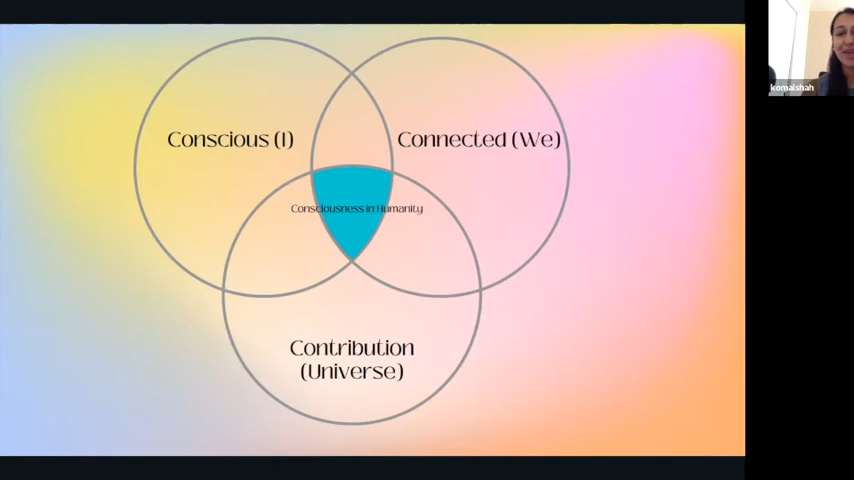 Conscious (I)
Connected (We)
Consciousness in Humanity
Contribution
(Universe)
komalshah